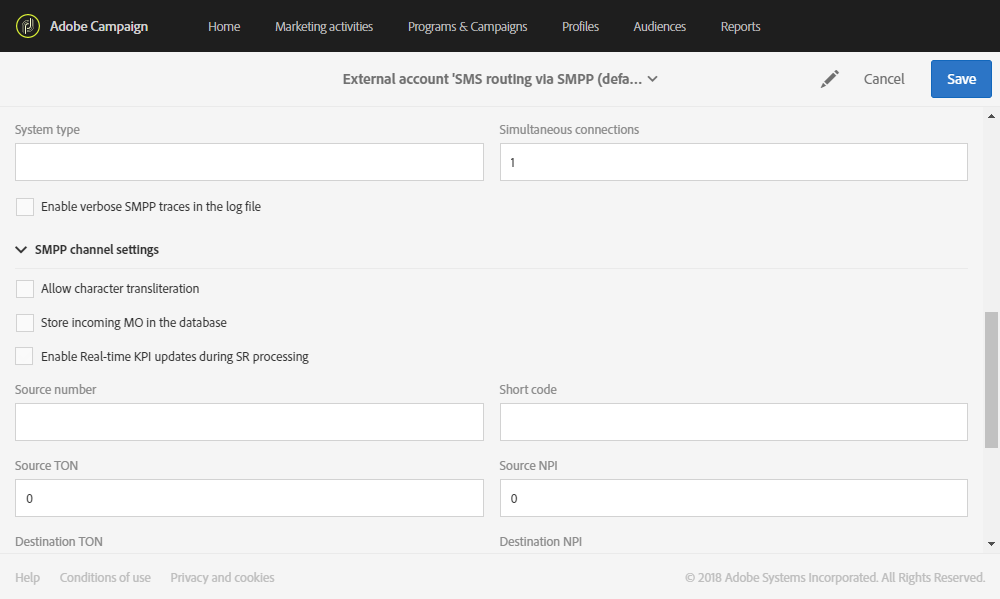 Adobe Campaign Home Marketing activities Programs & Campaigns Profiles Audiences Reports
External account 'SMS routing via SMPP (defa... Cancel Save
System type Simultaneous connections
1
Enable verbose SMPP traces in the log file
SMPP channel settings
Allow character transliteration
Store incoming MO in the database
Enable Real-time KPI updates during SR processing
Source number Short code
Source TON Source NPI
0 0
Destination TON Destination NPI
Help Conditions of use Privacy and cookies © 2018 Adobe Systems Incorporated. All Rights Reserved.